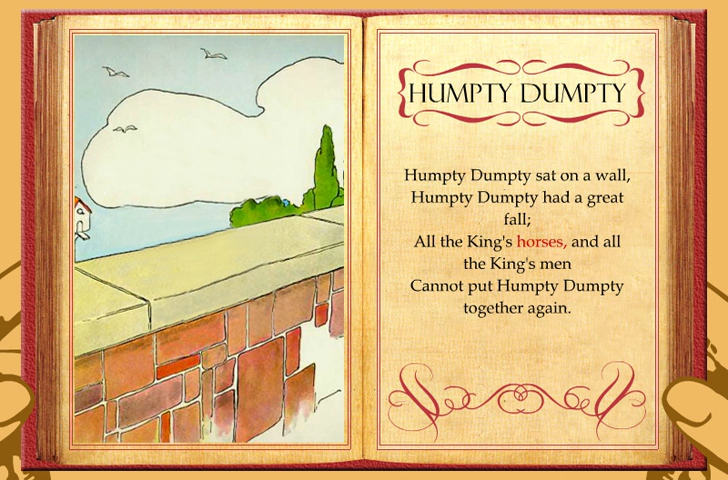 HUMPTY DUMPTY
Humpty Dumpty sat on a wall,
Humpty Dumpty had a great
fall;
All the King's horses, and all
the King's men
Cannot put Humpty Dumpty
together again.